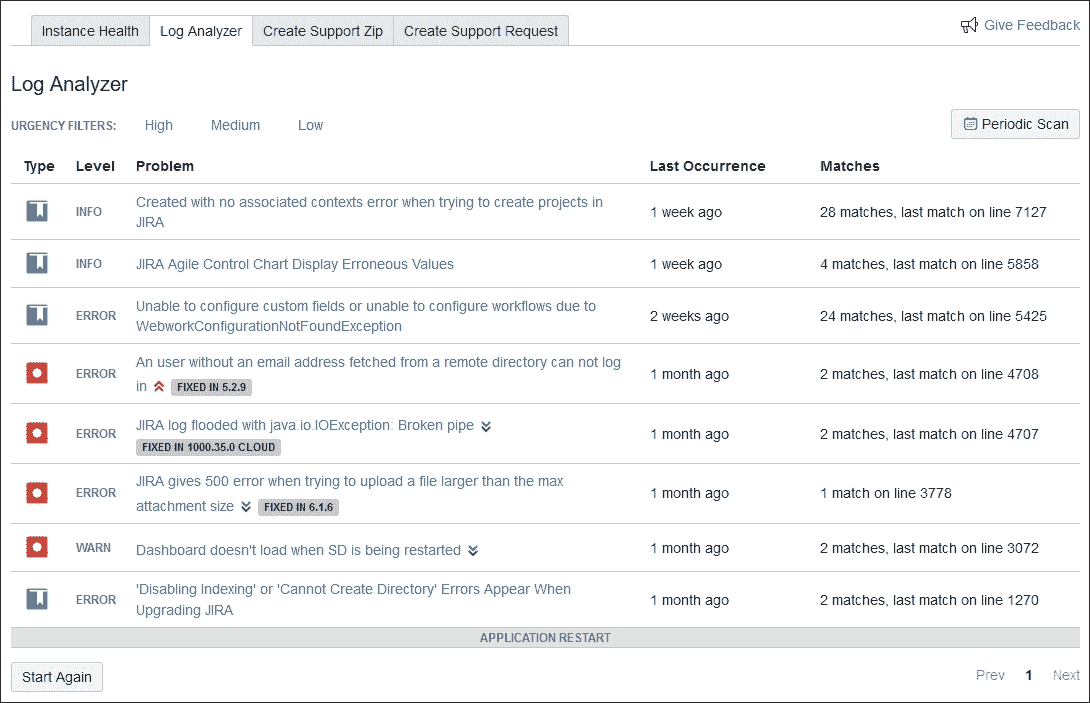 Instance Health Log Analyzer Create Support Zip Create Support Request Give Feedback
Log Analyzer
URGENCY FILTERS: High Medium Low Periodic Scan
Type Level Problem Last Occurrence Matches
INFO Created with no associated contexts error when trying to create projects in 1 week ago 28 matches, last match on line 7127
JIRA
INFO JIRA Agile Control Chart Display Erroneous Values 1 week ago 4 matches, last match on line 5858
ERROR Unable to configure custom fields or unable to configure workflows due to 2 weeks ago 24 matches, last match on line 5425
WebworkConfigurationNotFoundException
ERROR An user without an email address fetched from a remote directory can not log 1 month ago 2 matches, last match on line 4708
in FIXED IN 5.2.9
ERROR JIRA log flooded with java.io.IOException: Broken pipe 1 month ago 2 matches, last match on line 4707
FIXED IN 1000.35.0 CLOUD
ERROR JIRA gives 500 error when trying to upload a file larger than the max 1 month ago 1 match on line 3778
attachment size FIXED IN 6.1.6
WARN Dashboard doesn't load when SD is being restarted 1 month ago 2 matches, last match on line 3072
ERROR 'Disabling Indexing' or 'Cannot Create Directory' Errors Appear When 1 month ago 2 matches, last match on line 1270
Upgrading JIRA
APPLICATION RESTART
Start Again Prev 1 Next